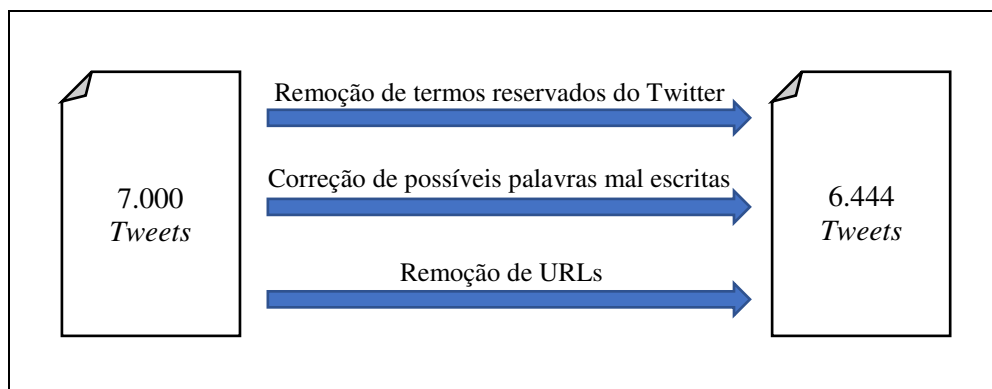 Remoção de termos reservados do Twitter
Correção de possíveis palavras mal escritas
7.000
Tweets
6.444
Tweets
Remoção de URLs